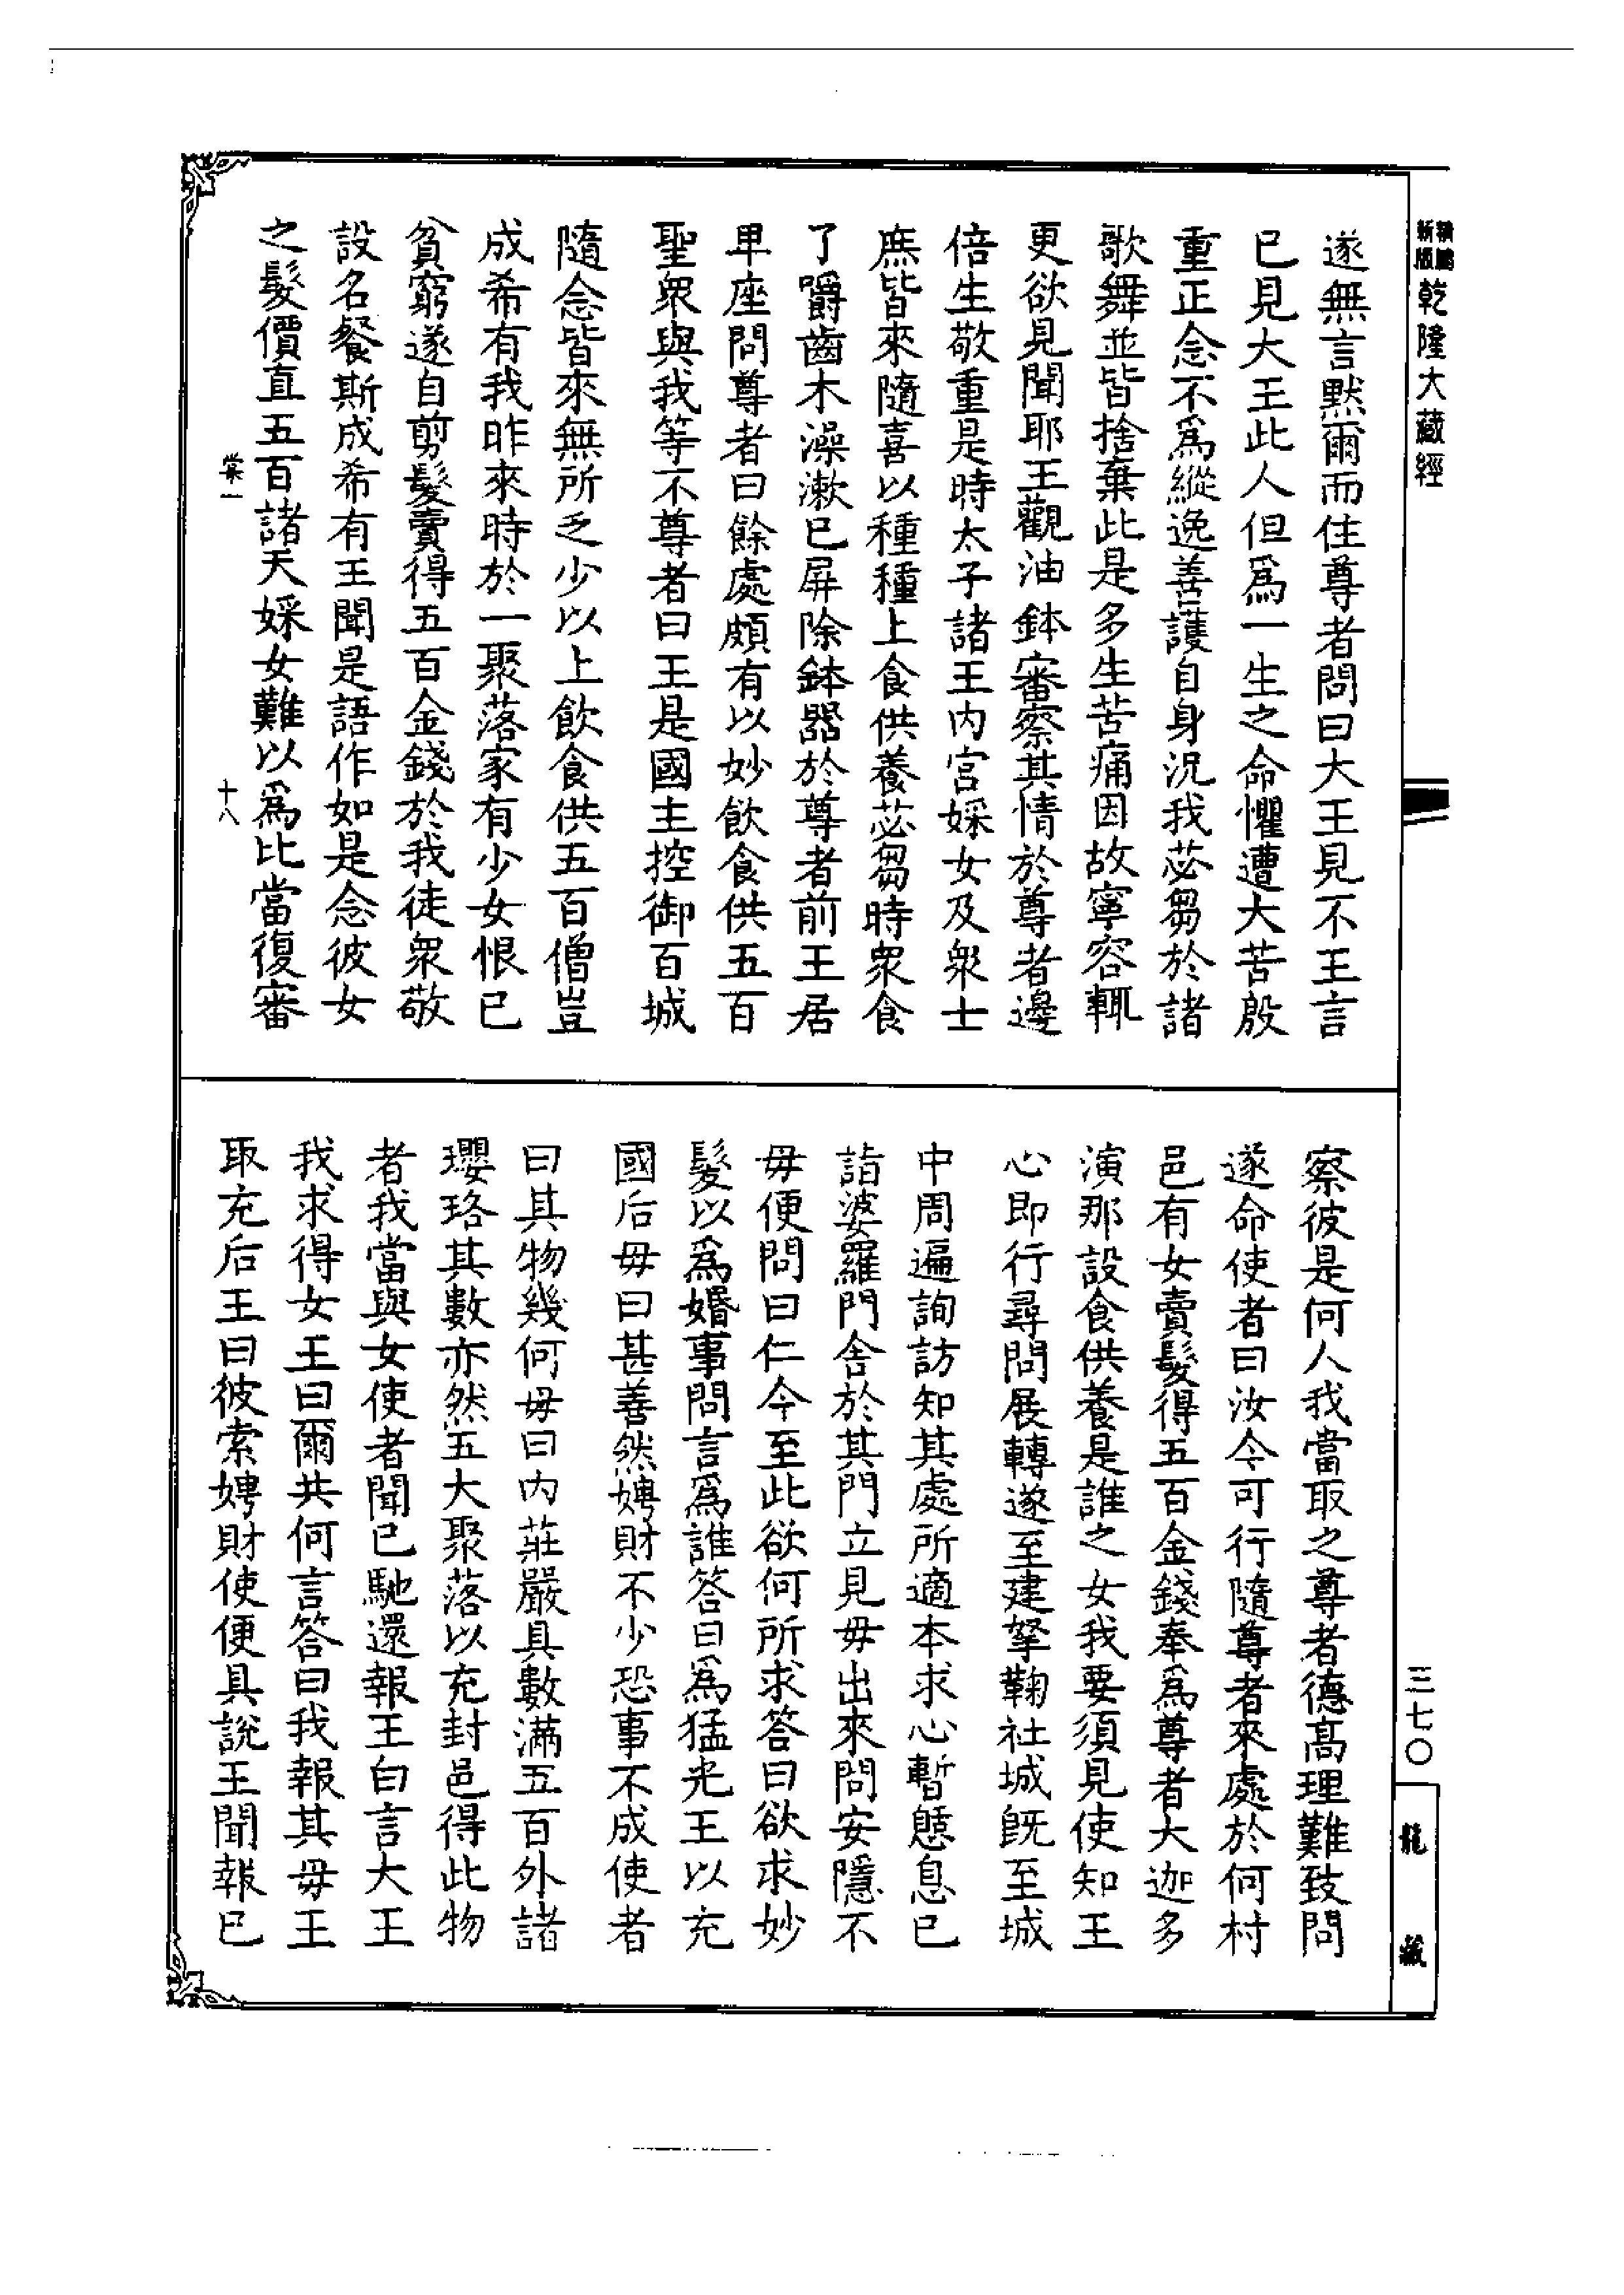 新版
乾隆大藏經
遂無言默爾而住尊者問曰大王見不王言
已見大王此人但為一生之命懼遭大苦殷
重正念不為縱逸善護自身況我苾芻於諸
歌舞並皆捨棄此是多生苦痛因故寧容輒
更欲見聞耶王觀油鉢審察其情於尊者邊
倍生敬重是時太子諸王內宮婇女及衆士
庶皆來隨喜以種種上食供養苾芻時衆食
了嚼齒木澡漱已屏除鉢器於尊者前王居
卑座問尊者曰餘處頗有以妙飲食供五百
聖衆與我等不尊者曰王是國主控御百城
隨念皆來無所乏少以上飲食供五百僧豈
成希有我昨來時於一聚落家有少女恨已
貧窮遂自剪髮賣得五百金錢於我徒衆敬
設名餐斯成希有王聞是語作如是念彼女
之髮價直五百諸天婇女難以為比當復審
棠一
十八
察彼是何人我當取之尊者德高理難致問
遂命使者曰汝今可行隨尊者來處於何村
邑有女賣髮得五百金錢奉為尊者大迦多
演那設食供養是誰之女我要須見使知王
心即行尋問展轉遂至建拏鞠社城既至城
中周遍詢訪知其處所適本求心暫憇息已
詣婆羅門舍於其門立見毋出來問安隱不
毋便問曰仁今至此欲何所求答曰欲求妙
髮以為婚事問言為誰答曰為猛光王以充
國后毋曰甚善然娉財不少恐事不成使者
曰其物幾何毋曰內莊嚴具數滿五百外諸
瓔珞其數亦然五大聚落以充封邑得此物
者我當與女使者聞已馳還報王白言大王
我求得女王曰爾共何言答曰我報其毋王
取充后王曰彼索娉財使便具說王聞報已
三七〇
龍藏